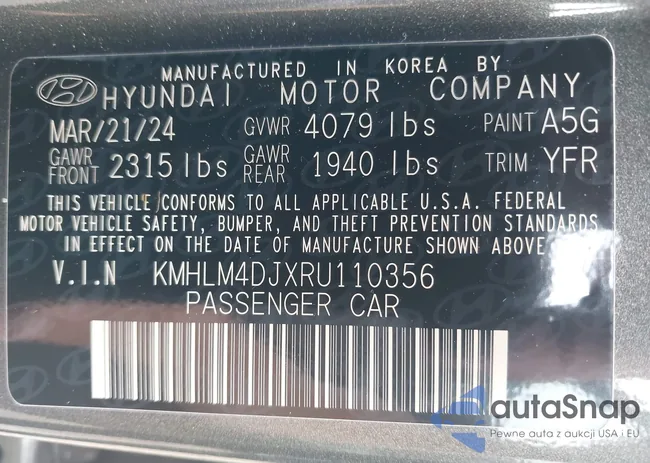 MANUFACTURED IN KOREA BY
HYUNDAI MOTOR COMPANY
MAR/21/24 GVWR 4079 lbs PAINT A5G
GAWR FRONT 2315 lbs GAWR REAR 1940 lbs TRIM YFR
THIS VEHICLE CONFORMS TO ALL APPLICABLE U.S.A. FEDERAL
MOTOR VEHICLE SAFETY, BUMPER, AND THEFT PREVENTION STANDARDS
IN EFFECT ON THE DATE OF MANUFACTURE SHOWN ABOVE
V.I.N KMHLM4DJXRU110356
PASSENGER CAR
autaSnap
Pewne auta z aukcji USA i EU